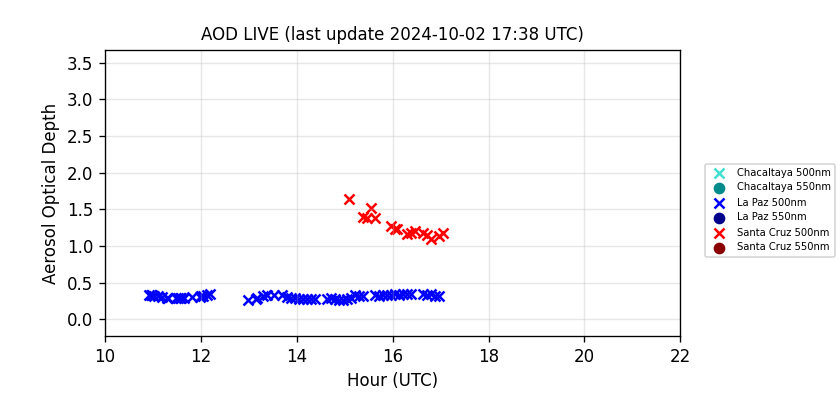 AOD LIVE (last update 2024-10-02 17:38 UTC)
Aerosol Optical Depth
3.5
3.0
2.5
2.0
1.5
1.0
0.5
0.0
10 12 14 16 18 20 22
Hour (UTC)
Chacaltaya 500nm
Chacaltaya 550nm
La Paz 500nm
La Paz 550nm
Santa Cruz 500nm
Santa Cruz 550nm